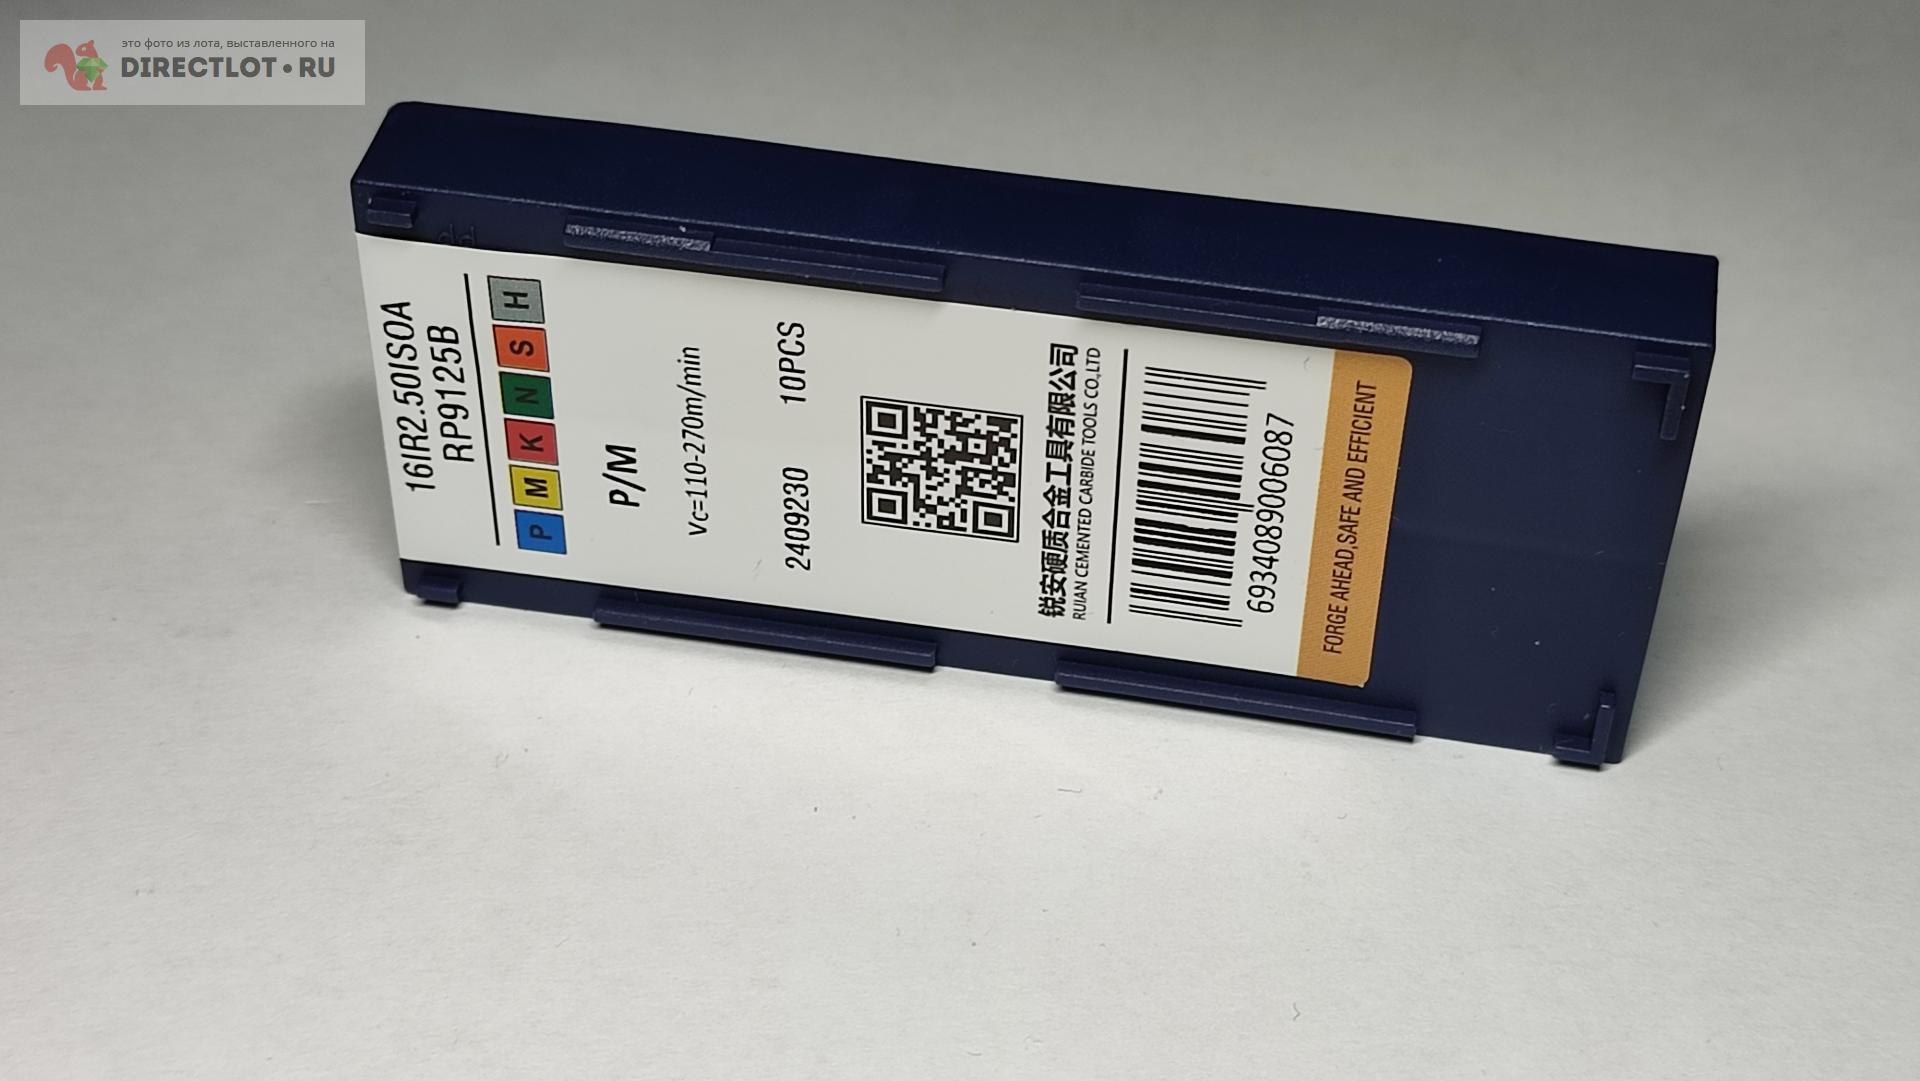 это фото из лота, выставленного на
DIRECTLOT•RU
16IR2.50ISOA
RP9125B
P M K N S H
P/M
Vc=110-270m/min
2409230 10PCS
锐安硬质合金工具有限公司
RUIAN CEMENTED CARBIDE TOOLS CO.,LTD
6934089006087
FORGE AHEAD,SAFE AND EFFICIENT